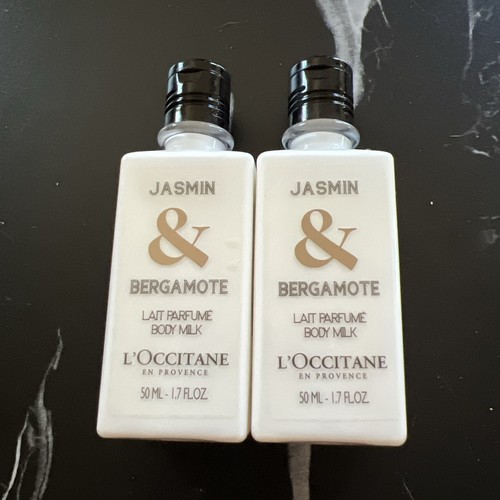 JASMIN
&
BERGAMOTE
LAIT PARFUMÉ
BODY MILK
L'OCCITANE
EN PROVENCE
50 ML - 1.7 FL.OZ.
JASMIN
&
BERGAMOTE
LAIT PARFUMÉ
BODY MILK
L'OCCITANE
EN PROVENCE
50 ML - 1.7 FL.OZ.